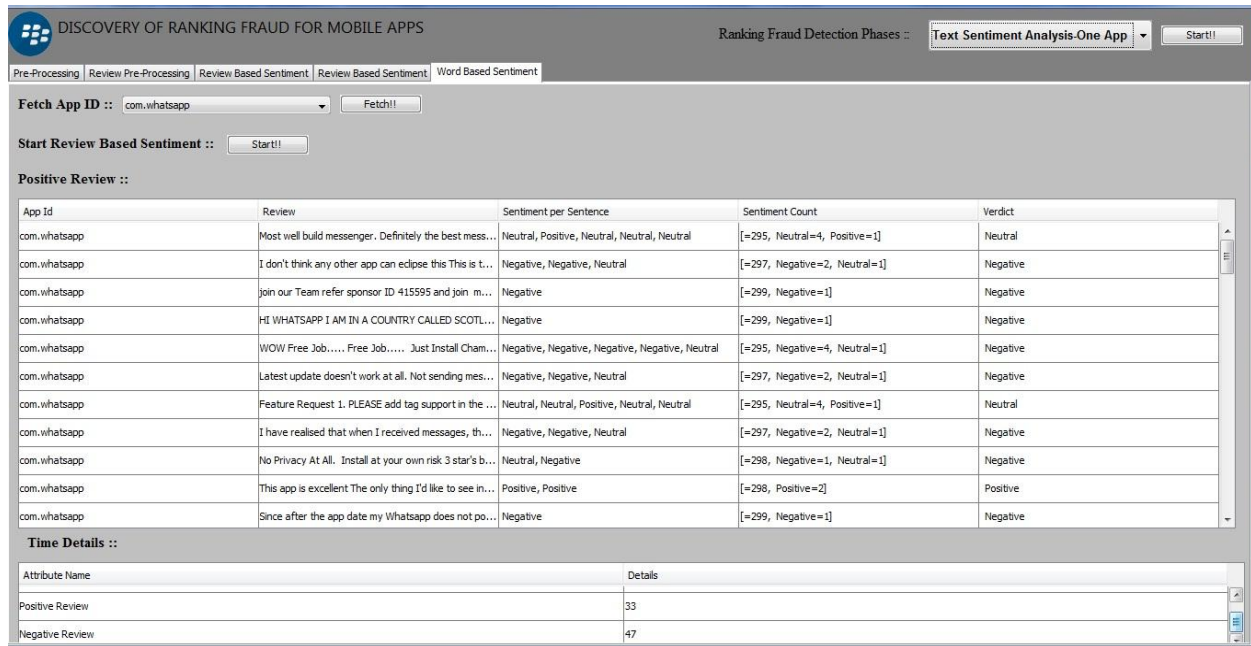 DISCOVERY OF RANKING FRAUD FOR MOBILE APPS
Ranking Fraud Detection Phases :: Text Sentiment Analysis-One App Start!!
Pre-Processing Review Pre-Processing Review Based Sentiment Review Based Sentiment Word Based Sentiment
Fetch App ID :: com.whatsapp Fetch!!
Start Review Based Sentiment :: Start!!
Positive Review ::
App Id Review Sentiment per Sentence Sentiment Count Verdict
com.whatsapp Most well build messenger. Definitely the best mess... Neutral, Positive, Neutral, Neutral, Neutral [=295, Neutral=4, Positive=1] Neutral
com.whatsapp I don't think any other app can eclipse this This is t... Negative, Negative, Neutral [=297, Negative=2, Neutral=1] Negative
com.whatsapp join our Team refer sponsor ID 415595 and join m... Negative [=299, Negative=1] Negative
com.whatsapp HI WHATSAPP I AM IN A COUNTRY CALLED SCOTL... Negative [=299, Negative=1] Negative
com.whatsapp WOW Free Job..... Free Job..... Just Install Cham... Negative, Negative, Negative, Negative, Neutral [=295, Negative=4, Neutral=1] Negative
com.whatsapp Latest update doesn't work at all. Not sending mes... Negative, Negative, Neutral [=297, Negative=2, Neutral=1] Negative
com.whatsapp Feature Request 1. PLEASE add tag support in the ... Neutral, Neutral, Positive, Neutral, Neutral [=295, Neutral=4, Positive=1] Neutral
com.whatsapp I have realised that when I received messages, th... Negative, Negative, Neutral [=297, Negative=2, Neutral=1] Negative
com.whatsapp No Privacy At All. Install at your own risk 3 star's b... Neutral, Negative [=298, Negative=1, Neutral=1] Negative
com.whatsapp This app is excellent The only thing I'd like to see in... Positive, Positive [=298, Positive=2] Positive
com.whatsapp Since after the app date my Whatsapp does not po... Negative [=299, Negative=1] Negative
Time Details ::
Attribute Name Details
Positive Review 33
Negative Review 47